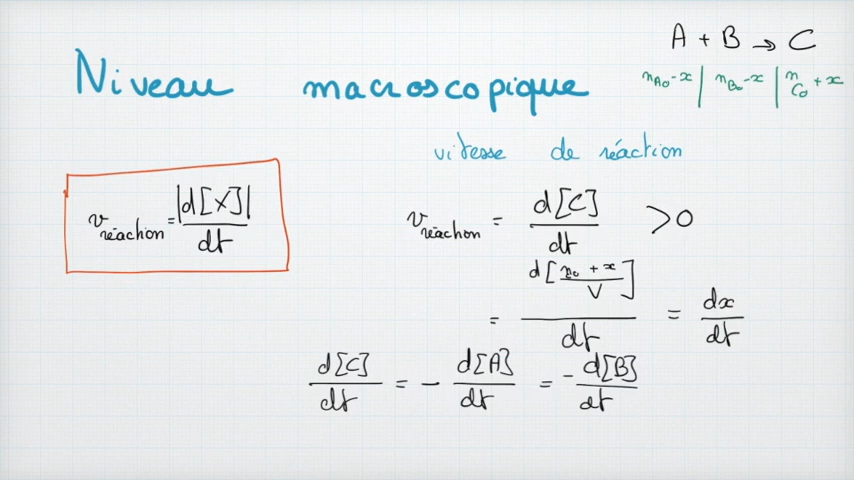 A + B → C
n_A0 - x | n_B0 - x | n_C0 + x
Niveau macroscopique
vitesse de réaction
v_réaction = |d[X]| / dt
v_réaction = d[C] / dt > 0
= d[(n_0 + x) / V] / dt = dx / dt
d[C] / dt = - d[A] / dt = - d[B] / dt